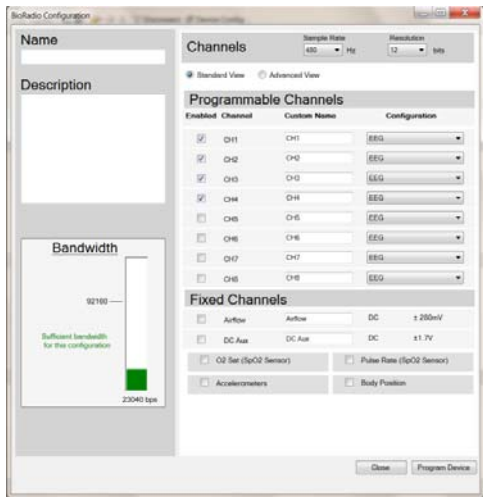 BioRadio Configuration
Name
Description
Bandwidth
92160
Sufficient bandwidth
for this configuration
23040 bps
Channels
Sample Rate
480 Hz
Resolution
12 bits
Standard View Advanced View
Programmable Channels
Enabled Channel Custom Name Configuration
CH1 CH1 EEG
CH2 CH2 EEG
CH3 CH3 EEG
CH4 CH4 EEG
CH5 CH5 EEG
CH6 CH6 EEG
CH7 CH7 EEG
CH8 CH8 EEG
Fixed Channels
Airflow Airflow DC ± 280mV
DC Aux DC Aux DC ±1.7V
O2 Sat (SpO2 Sensor) Pulse Rate (SpO2 Sensor)
Accelerometers Body Position
Close Program Device